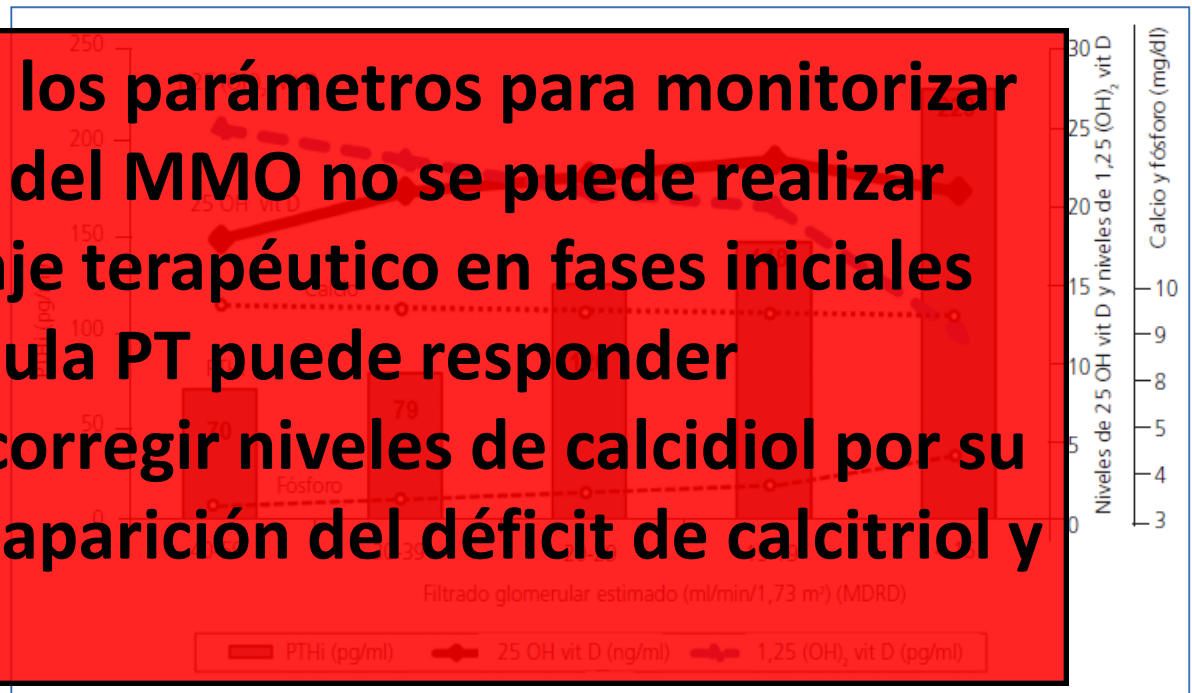 los parámetros para monitorizar
del MMO no se puede realizar
aje terapéutico en fases iniciales
ula PT puede responder
corregir niveles de calcidiol por su
aparición del déficit de calcitriol y
250
200
150
100
50
0
25 OH vit D
Calcio
70
79
Fósforo
Filtrado glomerular estimado (ml/min/1,73 m²) (MDRD)
PTHi (pg/ml) 25 OH vit D (ng/ml) 1,25 (OH)₂ vit D (pg/ml)
30
25
20
15
10
5
0
Niveles de 25 OH vit D y niveles de 1,25 (OH)₂ vit D
Calcio y fósforo (mg/dl)
10
9
8
5
4
3